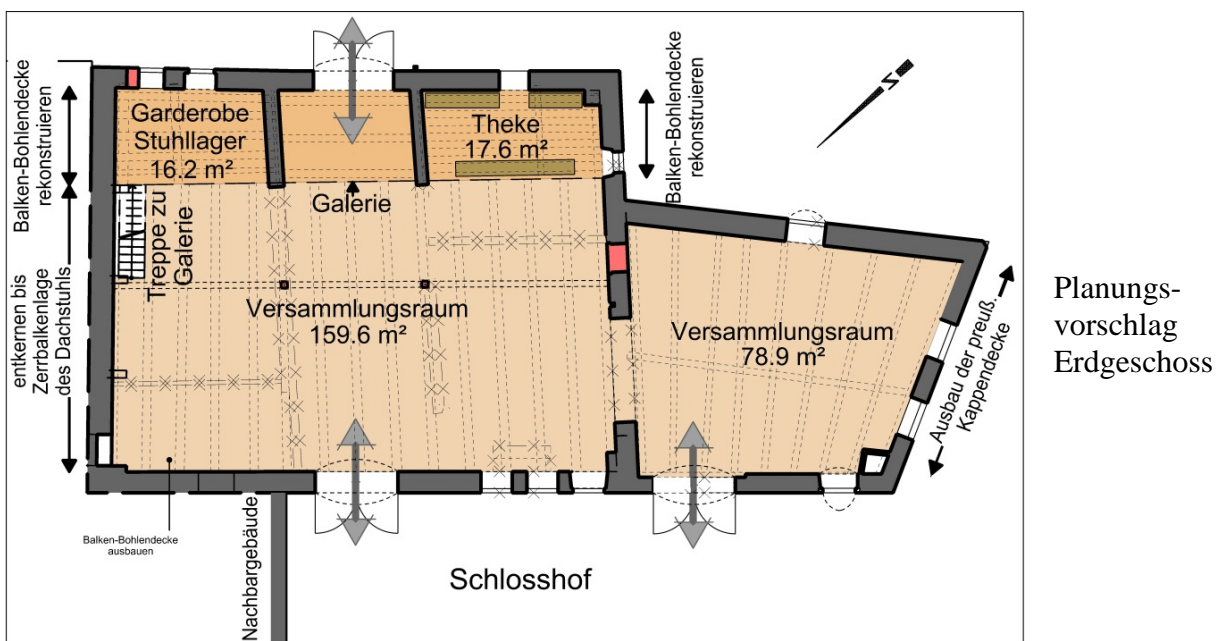 Balken-Bohlendecke
rekonstruieren
Garderobe
Stuhllager
16.2 m²
Theke
17.6 m²
Balken-Bohlendecke
rekonstruieren
N
Galerie
Treppe zu
Galerie
entkernen bis
Zerrbalkenlage
des Dachstuhls
Versammlungsraum
159.6 m²
Versammlungsraum
78.9 m²
Ausbau der preuß.
Kappendecke
Planungs-
vorschlag
Erdgeschoss
Balken-Bohlendecke
ausbauen
Nachbargebäude
Schlosshof